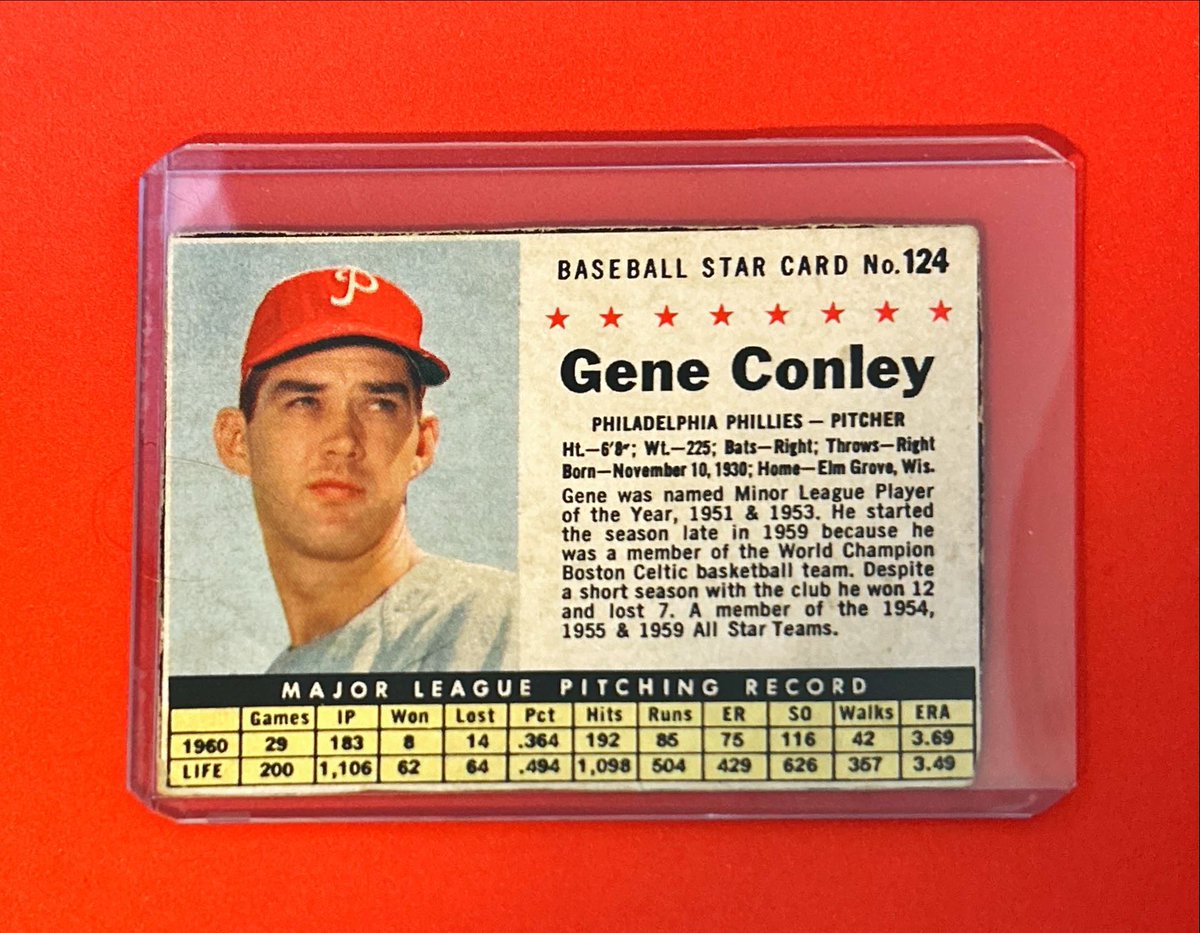 P
BASEBALL STAR CARD No.124
Gene Conley
PHILADELPHIA PHILLIES — PITCHER
Ht.—6'8"; Wt.—225; Bats—Right; Throws—Right
Born—November 10, 1930; Home—Elm Grove, Wis.
Gene was named Minor League Player
of the Year, 1951 & 1953. He started
the season late in 1959 because he
was a member of the World Champion
Boston Celtic basketball team. Despite
a short season with the club he won 12
and lost 7. A member of the 1954,
1955 & 1959 All Star Teams.
MAJOR LEAGUE PITCHING RECORD
Games IP Won Lost Pct Hits Runs ER SO Walks ERA
1960 29 183 8 14 .364 192 85 75 116 42 3.69
LIFE 200 1,106 62 64 .494 1,098 504 429 626 357 3.49